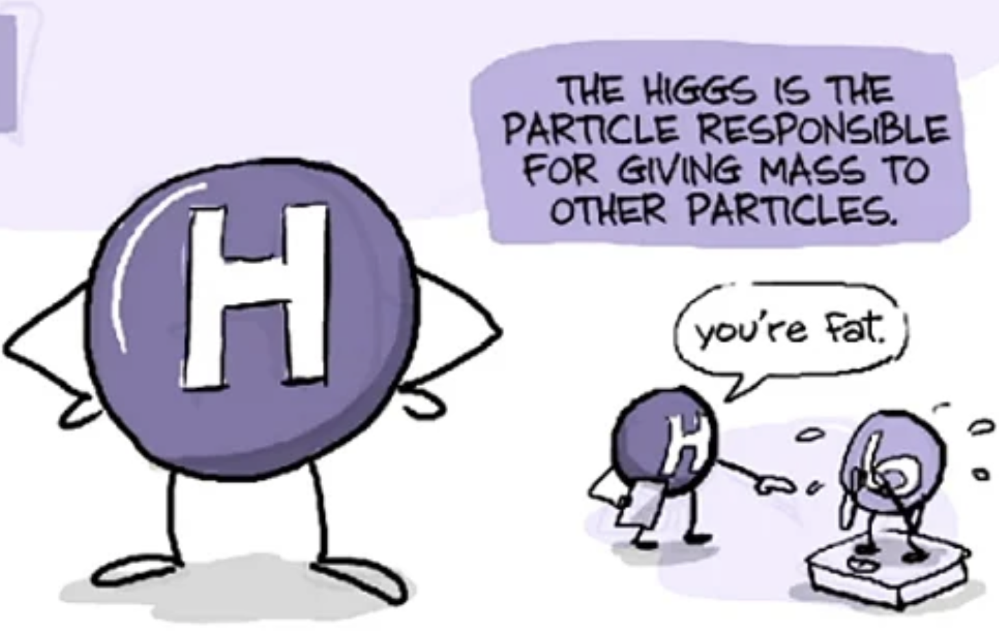 THE HIGGS IS THE
PARTICLE RESPONSIBLE
FOR GIVING MASS TO
OTHER PARTICLES.
H
you're fat.
H